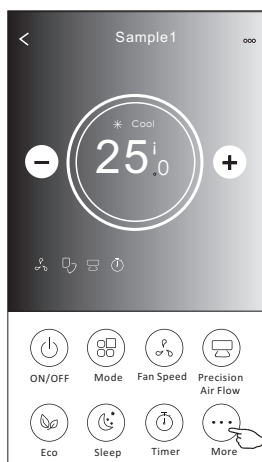 Sample1
Cool
25.0
ON/OFF Mode Fan Speed Precision Air Flow
Eco Sleep Timer More